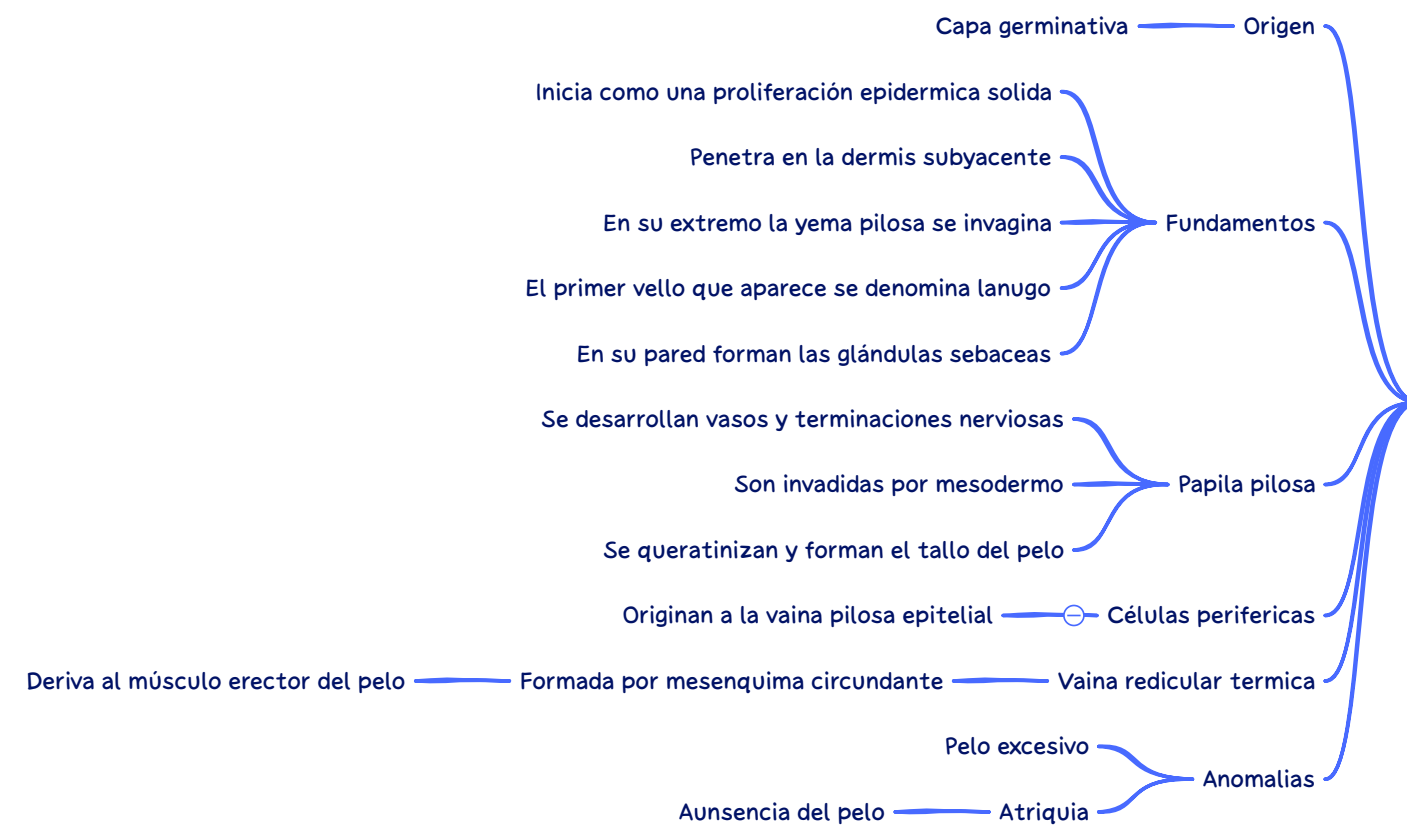 Capa germinativa
Origen
Inicia como una proliferación epidermica solida
Penetra en la dermis subyacente
En su extremo la yema pilosa se invagina
Fundamentos
El primer vello que aparece se denomina lanugo
En su pared forman las glándulas sebaceas
Se desarrollan vasos y terminaciones nerviosas
Son invadidas por mesodermo
Papila pilosa
Se queratinizan y forman el tallo del pelo
Originan a la vaina pilosa epitelial
Células perifericas
Deriva al músculo erector del pelo
Formada por mesenquima circundante
Vaina redicular termica
Pelo excesivo
Anomalias
Aunsencia del pelo
Atriquia